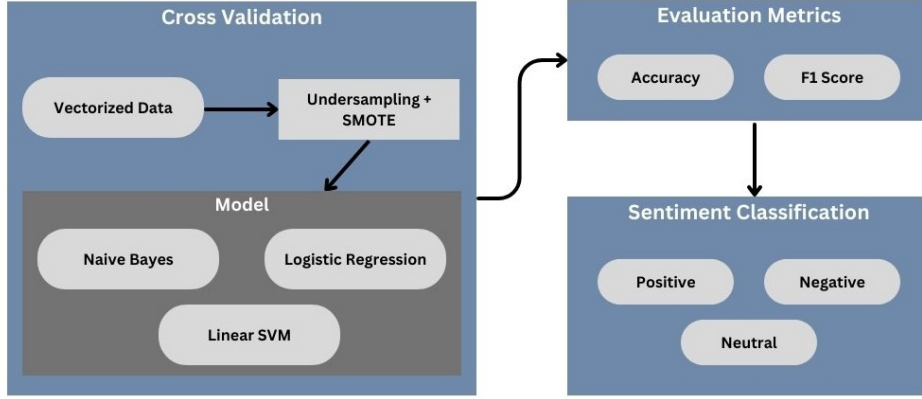 Cross Validation
Vectorized Data
Undersampling +
SMOTE
Model
Naive Bayes
Logistic Regression
Linear SVM
Evaluation Metrics
Accuracy
F1 Score
Sentiment Classification
Positive
Negative
Neutral